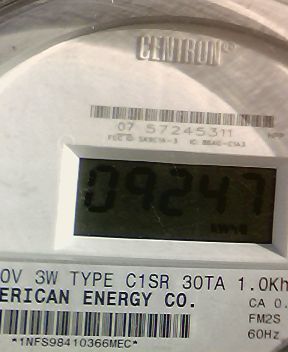 CENTRON®
07 57245311
09247
0V 3W TYPE C1SR 30TA 1.0Kh
ERICAN ENERGY CO.
CA 0.
FM2S
60Hz
*1NFS98410366MEC*